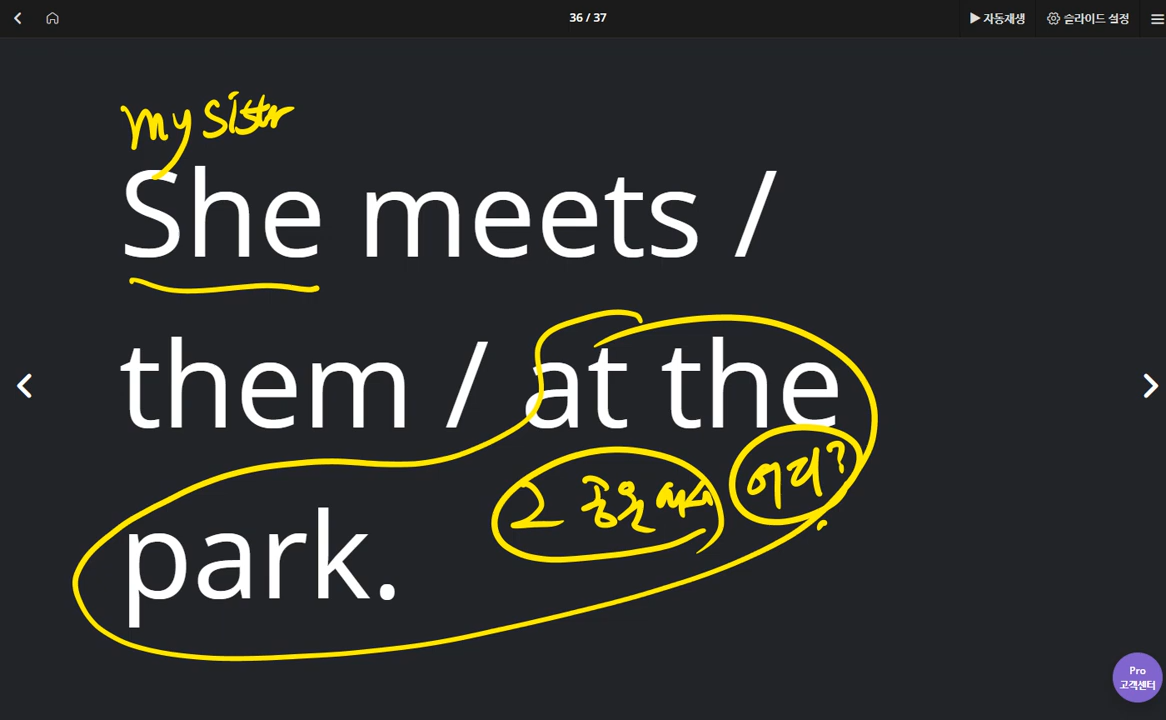 36 / 37
▶ 자동재생
슬라이드 설정
my sister
She meets /
them / at the
park.
그 공원에서
어디?
Pro
고객센터